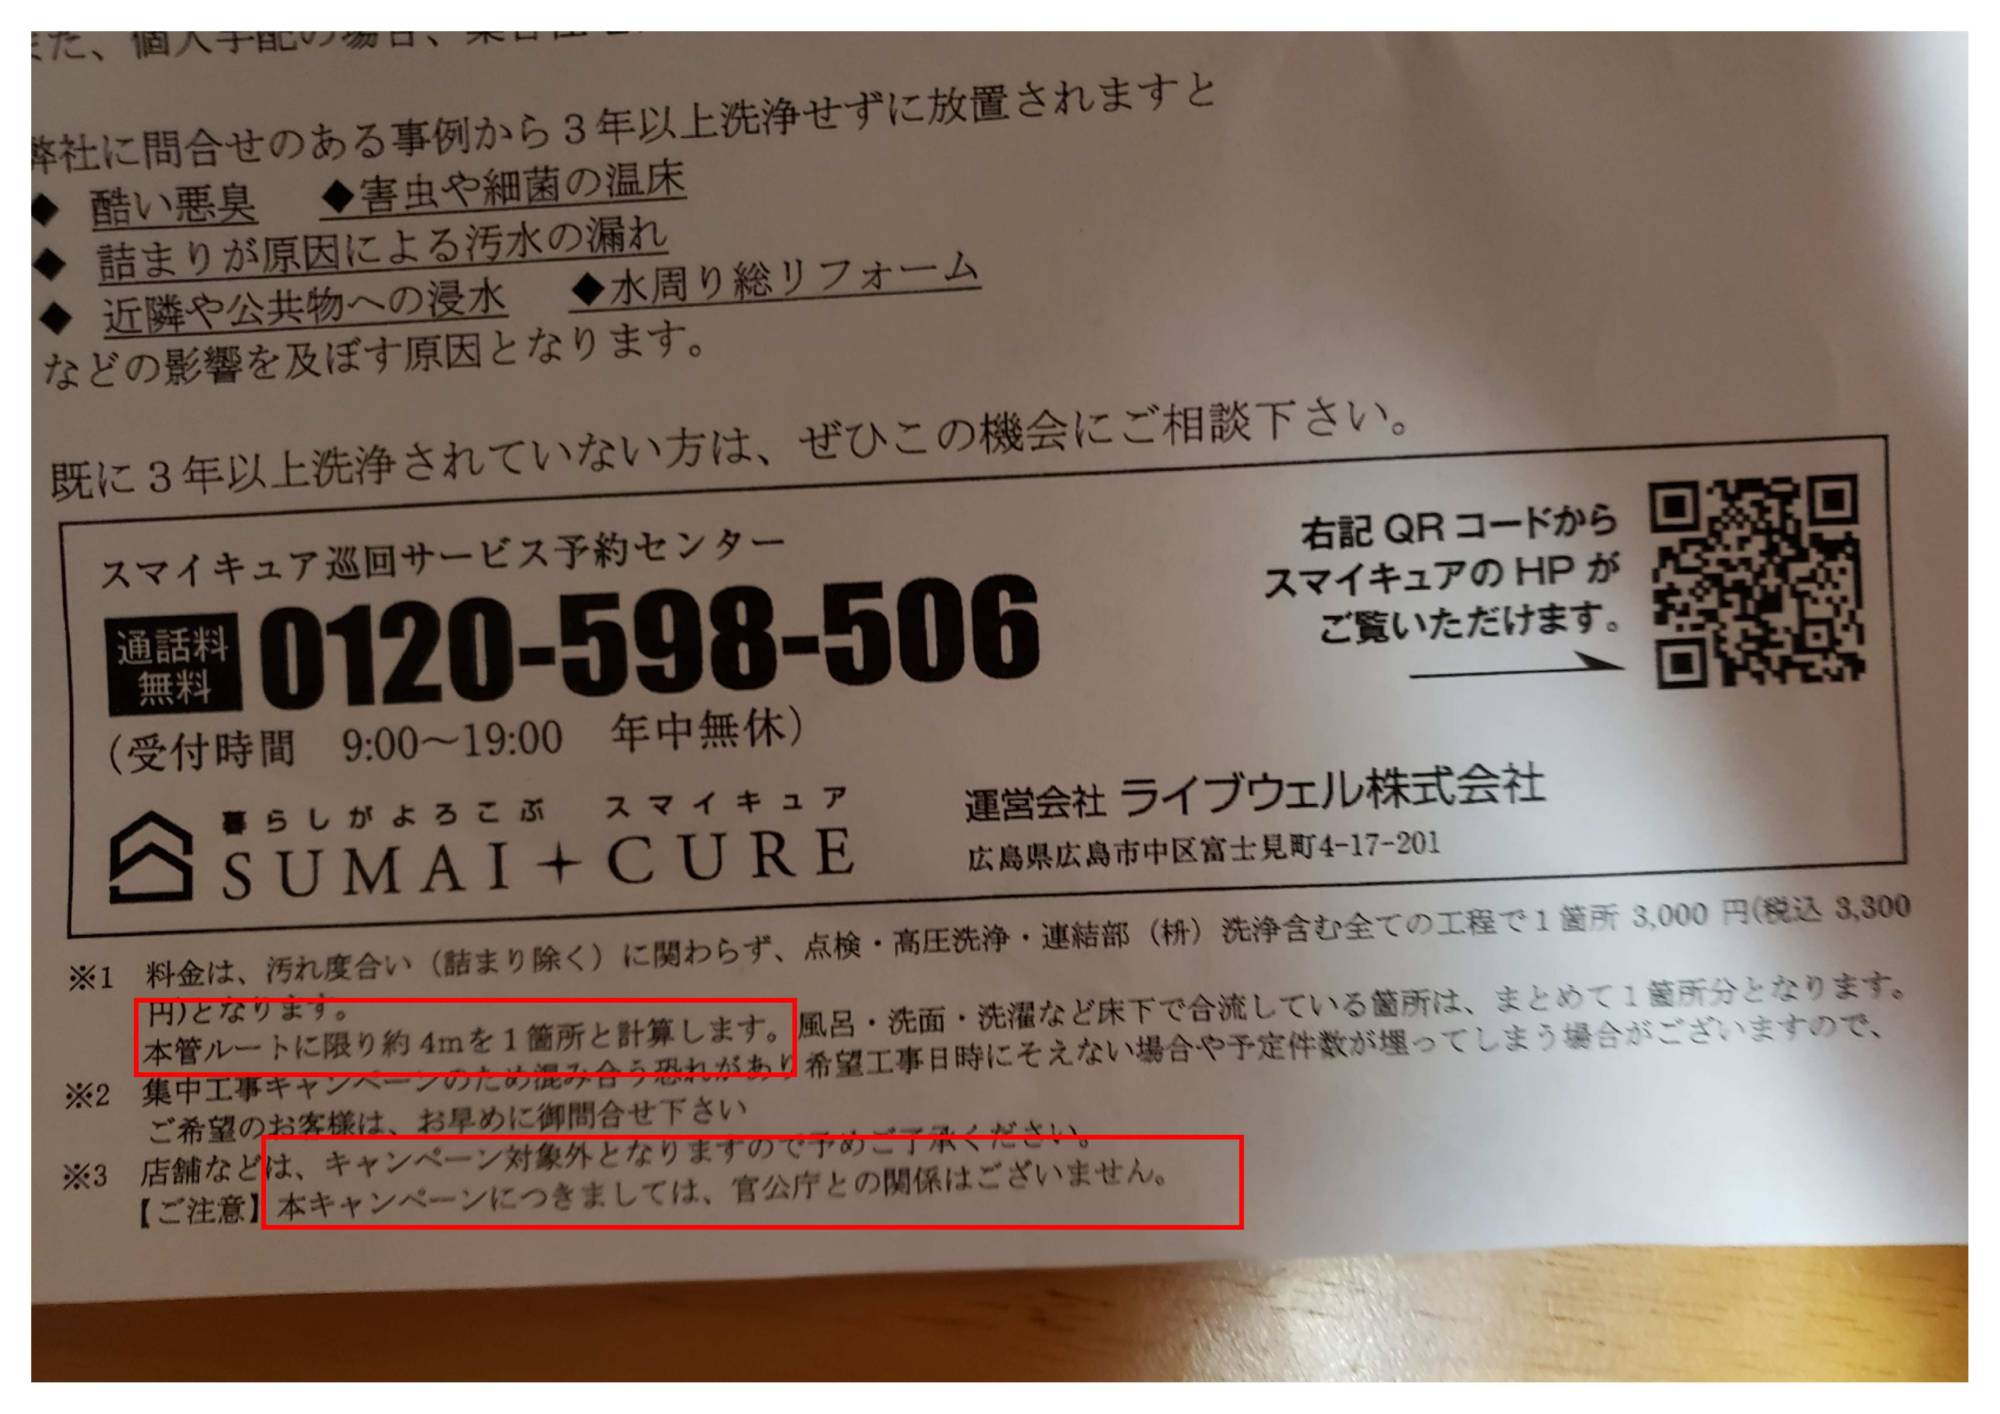 また、個人手配の場合、
弊社に問合せのある事例から3年以上洗浄せずに放置されますと
◆ 酷い悪臭 ◆害虫や細菌の温床
◆ 詰まりが原因による汚水の漏れ
◆ 近隣や公共物への浸水 ◆水周り総リフォーム
などの影響を及ぼす原因となります。
既に3年以上洗浄されていない方は、ぜひこの機会にご相談下さい。
スマイキュア巡回サービス予約センター
通話料
無料
0120-598-506
(受付時間 9:00〜19:00 年中無休)
右記QRコードから
スマイキュアのHPが
ご覧いただけます。
暮らしがよろこぶ スマイキュア
SUMAI+CURE
運営会社 ライブウェル株式会社
広島県広島市中区富士見町4-17-201
※1 料金は、汚れ度合い(詰まり除く)に関わらず、点検・高圧洗浄・連結部(枡)洗浄含む全ての工程で1箇所 3,000 円(税込 3,300
円)となります。
本管ルートに限り約4mを1箇所と計算します。風呂・洗面・洗濯など床下で合流している箇所は、まとめて1箇所分となります。
※2 集中工事キャンペーンのため混み合う恐れがあり希望工事日時にそえない場合や予定件数が埋ってしまう場合がございますので、
ご希望のお客様は、お早めに御問合せ下さい
※3 店舗などは、キャンペーン対象外となりますので予めご了承ください。
【ご注意】本キャンペーンにつきましては、官公庁との関係はございません。